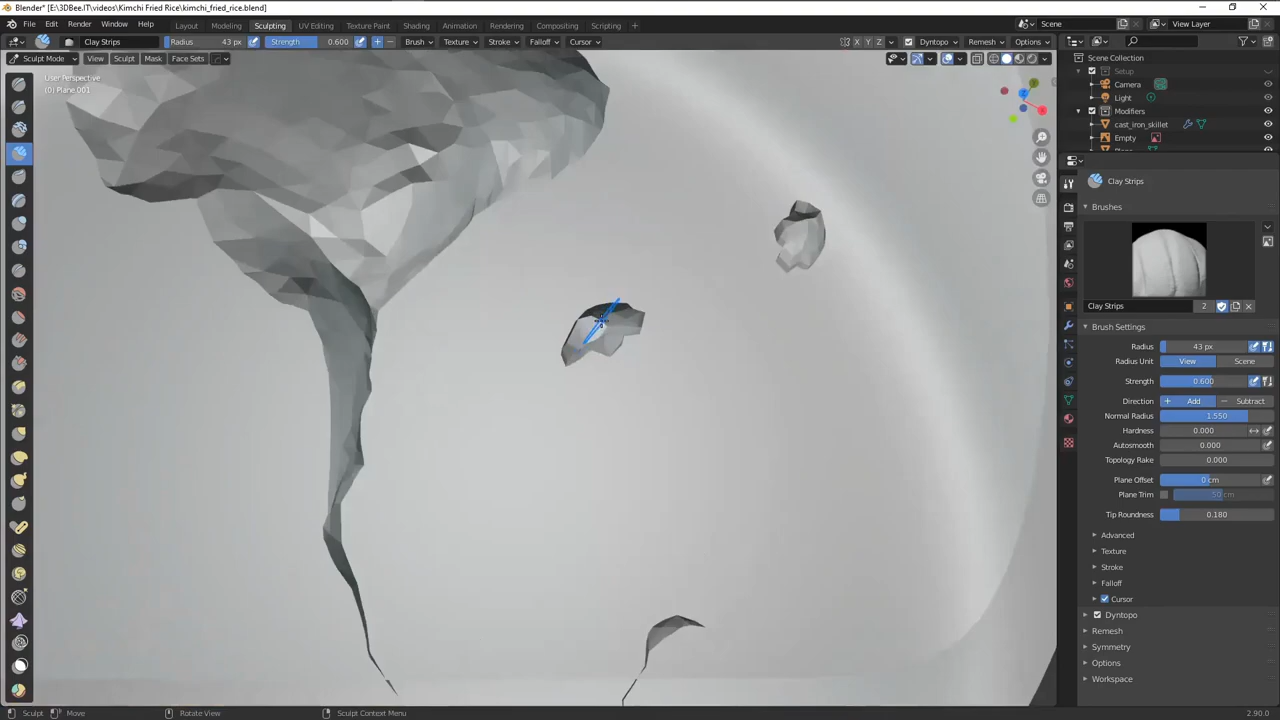 Blender* [E:\3DBee.IT\videos\Kimchi Fried Rice\kimchi_fried_rice.blend]
File Edit Render Window Help Layout Modeling Sculpting UV Editing Texture Paint Shading Animation Rendering Compositing Scripting + Scene View Layer
Clay Strips Radius 43 px Strength 0.600 + − Brush Texture Stroke Falloff Cursor X Y Z Dyntopo Remesh Options
Sculpt Mode View Sculpt Mask Face Sets
User Perspective
(0) Plane.001
Scene Collection
Setup
Camera
Light
Modifiers
cast_iron_skillet
Empty
Clay Strips
Brushes
Clay Strips 2
Brush Settings
Radius 43 px
Radius Unit View Scene
Strength 0.600
Direction + Add − Subtract
Normal Radius 1.550
Hardness 0.000
Autosmooth 0.000
Topology Rake 0.000
Plane Offset 0 cm
Plane Trim 50 cm
Tip Roundness 0.180
Advanced
Texture
Stroke
Falloff
Cursor
Dyntopo
Remesh
Symmetry
Options
Workspace
Sculpt Move Rotate View Sculpt Context Menu 2.90.0